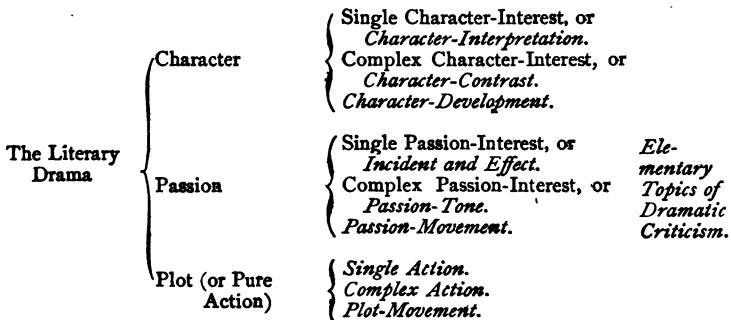 Character
Single Character-Interest, or
Character-Interpretation.
Complex Character-Interest, or
Character-Contrast.
Character-Development.
The Literary
Drama
Passion
Single Passion-Interest, or
Incident and Effect.
Complex Passion-Interest, or
Passion-Tone.
Passion-Movement.
Ele-
mentary
Topics of
Dramatic
Criticism.
Plot (or Pure
Action)
Single Action.
Complex Action.
Plot-Movement.